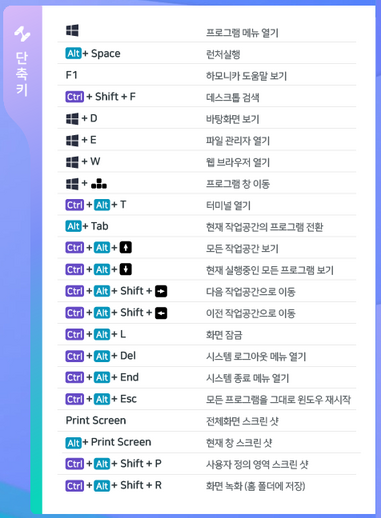 단축키
프로그램 메뉴 열기
Alt + Space 런처실행
F1 하모니카 도움말 보기
Ctrl + Shift + F 데스크톱 검색
+ D 바탕화면 보기
+ E 파일 관리자 열기
+ W 웹 브라우저 열기
+ 프로그램 창 이동
Ctrl + Alt + T 터미널 열기
Alt + Tab 현재 작업공간의 프로그램 전환
Ctrl + Alt + 모든 작업공간 보기
Ctrl + Alt + 현재 실행중인 모든 프로그램 보기
Ctrl + Alt + Shift + 다음 작업공간으로 이동
Ctrl + Alt + Shift + 이전 작업공간으로 이동
Ctrl + Alt + L 화면 잠금
Ctrl + Alt + Del 시스템 로그아웃 메뉴 열기
Ctrl + Alt + End 시스템 종료 메뉴 열기
Ctrl + Alt + Esc 모든 프로그램을 그대로 윈도우 재시작
Print Screen 전체화면 스크린 샷
Alt + Print Screen 현재 창 스크린 샷
Ctrl + Alt + Shift + P 사용자 정의 영역 스크린 샷
Ctrl + Alt + Shift + R 화면 녹화 (홈 폴더에 저장)